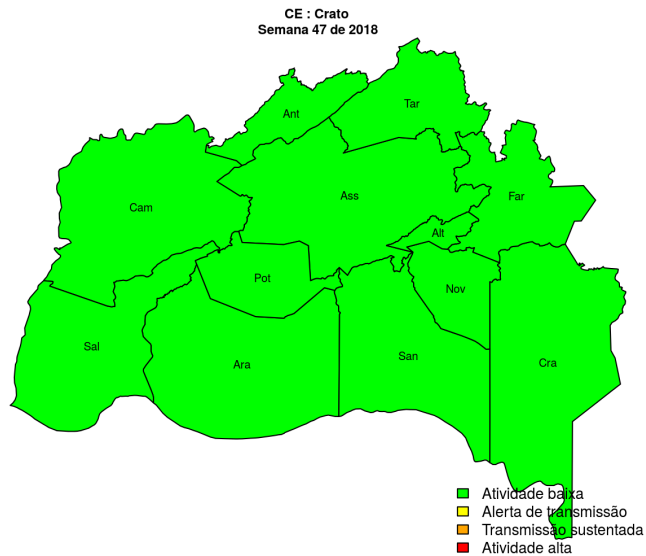 CE : Crato
Semana 47 de 2018
Tar
Ant
Ass
Far
Cam
Alt
Pot
Nov
Sal
San
Ara
Cra
Atividade baixa
Alerta de transmissão
Transmissão sustentada
Atividade alta